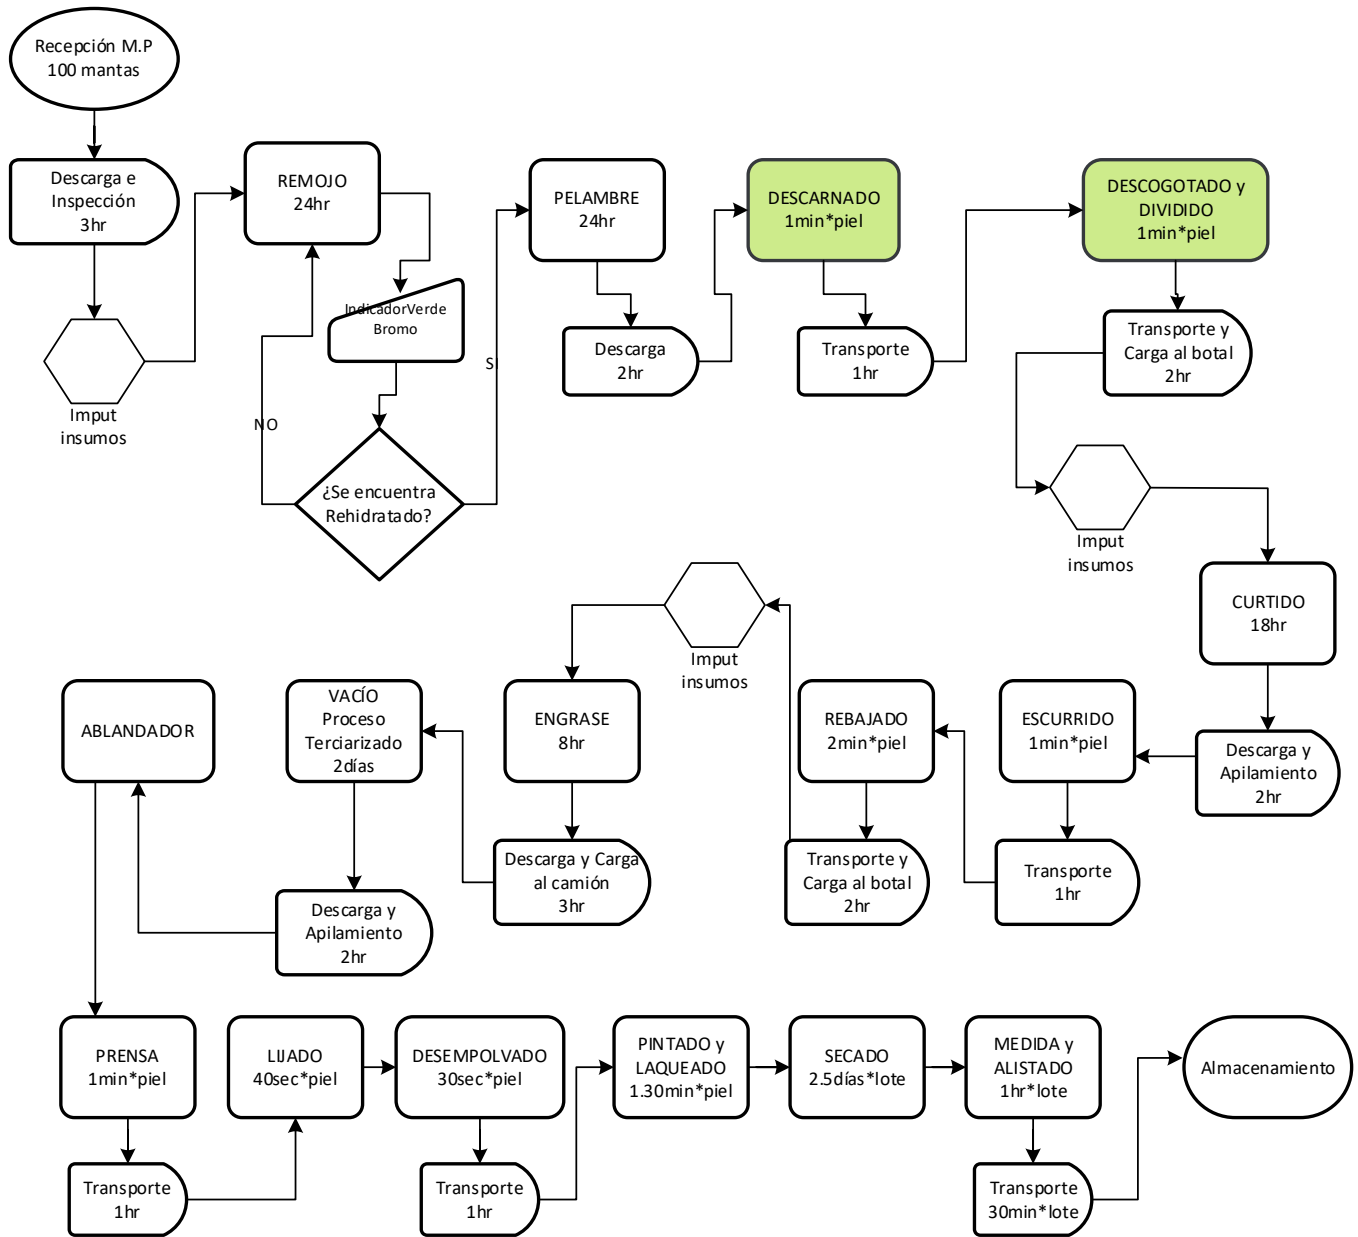 Recepción M.P
100 mantas
Descarga e
Inspección
3hr
Imput
insumos
REMOJO
24hr
IndicadorVerde
Bromo
¿Se encuentra
Rehidratado?
NO
SI
PELAMBRE
24hr
Descarga
2hr
DESCARNADO
1min*piel
Transporte
1hr
DESCOGOTADO y
DIVIDIDO
1min*piel
Transporte y
Carga al botal
2hr
Imput
insumos
CURTIDO
18hr
Descarga y
Apilamiento
2hr
ESCURRIDO
1min*piel
Transporte
1hr
REBAJADO
2min*piel
Transporte y
Carga al botal
2hr
Imput
insumos
ENGRASE
8hr
Descarga y Carga
al camión
3hr
VACÍO
Proceso
Terciarizado
2días
Descarga y
Apilamiento
2hr
ABLANDADOR
PRENSA
1min*piel
Transporte
1hr
LIJADO
40sec*piel
DESEMPOLVADO
30sec*piel
Transporte
1hr
PINTADO y
LAQUEADO
1.30min*piel
SECADO
2.5días*lote
MEDIDA y
ALISTADO
1hr*lote
Transporte
30min*lote
Almacenamiento